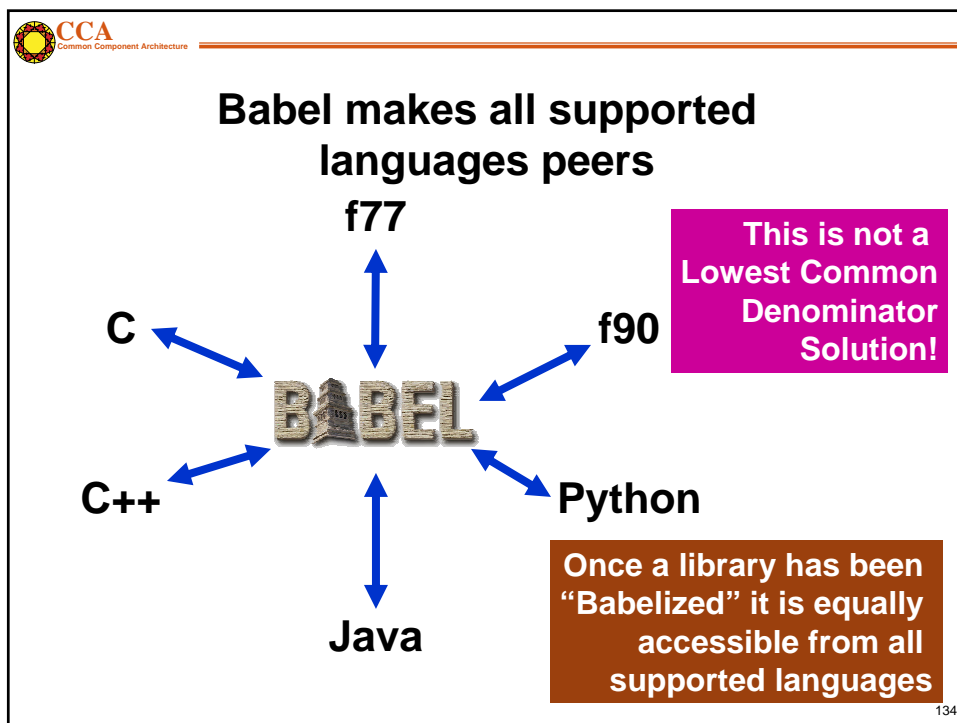 CCA
Common Component Architecture
Babel makes all supported
languages peers
f77
This is not a
Lowest Common
Denominator
Solution!
C
f90
BABEL
C++
Python
Java
Once a library has been
“Babelized” it is equally
accessible from all
supported languages
134